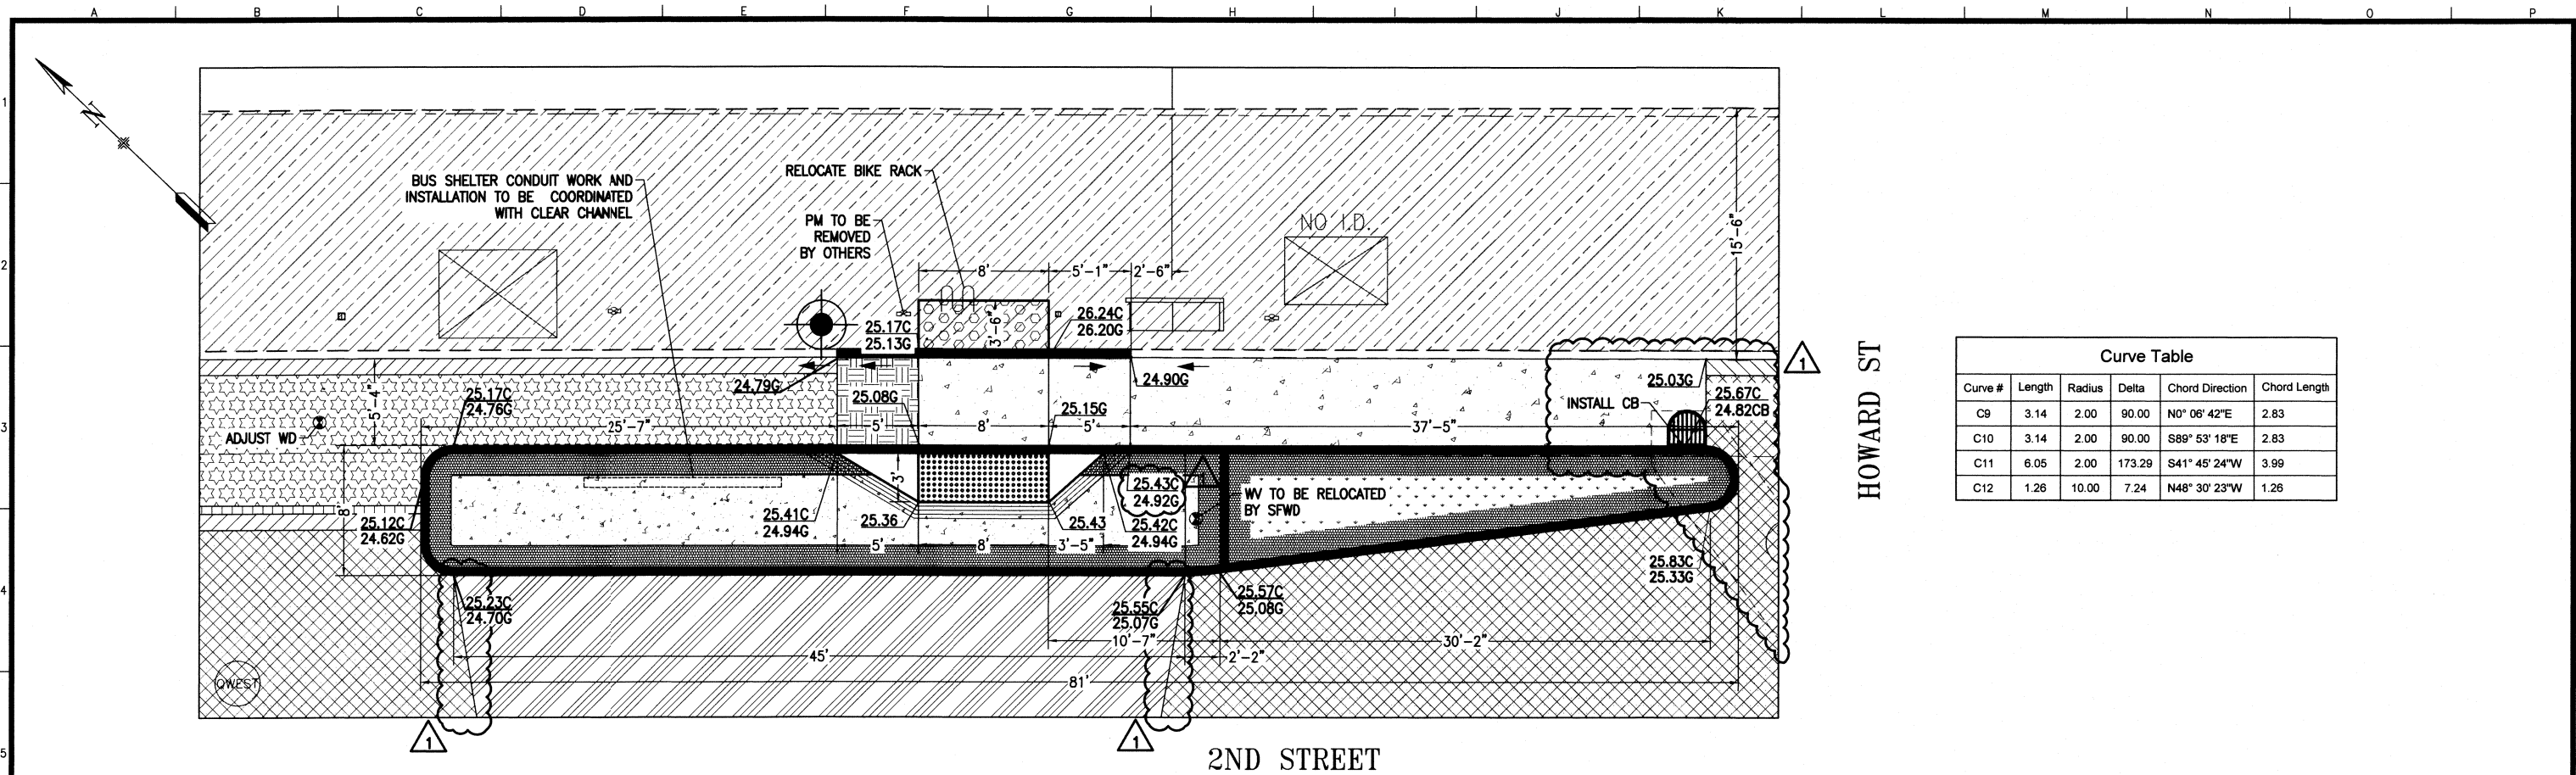 A B C D E F G H I J K L M N O P
1
2
3
4
5
N
BUS SHELTER CONDUIT WORK AND
INSTALLATION TO BE COORDINATED
WITH CLEAR CHANNEL
RELOCATE BIKE RACK
PM TO BE
REMOVED
BY OTHERS
NO I.D.
15'-6"
8' 5'-1" 2'-6"
3'-6"
25.17C
25.13G
26.24C
26.20G
24.79G
24.90G
25.03G
5'-4"
25.17C
24.76G
25.08G
25.15G
INSTALL CB
25.67C
24.82CB
ADJUST WD
25'-7" 5' 8' 5' 37'-5"
8'
3'
25.12C
24.62G
25.41C
24.94G
25.36
25.43
25.43C
24.92G
25.42C
24.94G
1
WV TO BE RELOCATED
BY SFWD
5' 8' 3'-5"
25.83C
25.33G
25.23C
24.70G
25.55C
25.07G
25.57C
25.08G
10'-7" 30'-2"
45' 2'-2"
81'
QWEST
1
1
1
2ND STREET
HOWARD ST
Curve Table
Curve # Length Radius Delta Chord Direction Chord Length
C9 3.14 2.00 90.00 N0° 06' 42"E 2.83
C10 3.14 2.00 90.00 S89° 53' 18"E 2.83
C11 6.05 2.00 173.29 S41° 45' 24"W 3.99
C12 1.26 10.00 7.24 N48° 30' 23"W 1.26